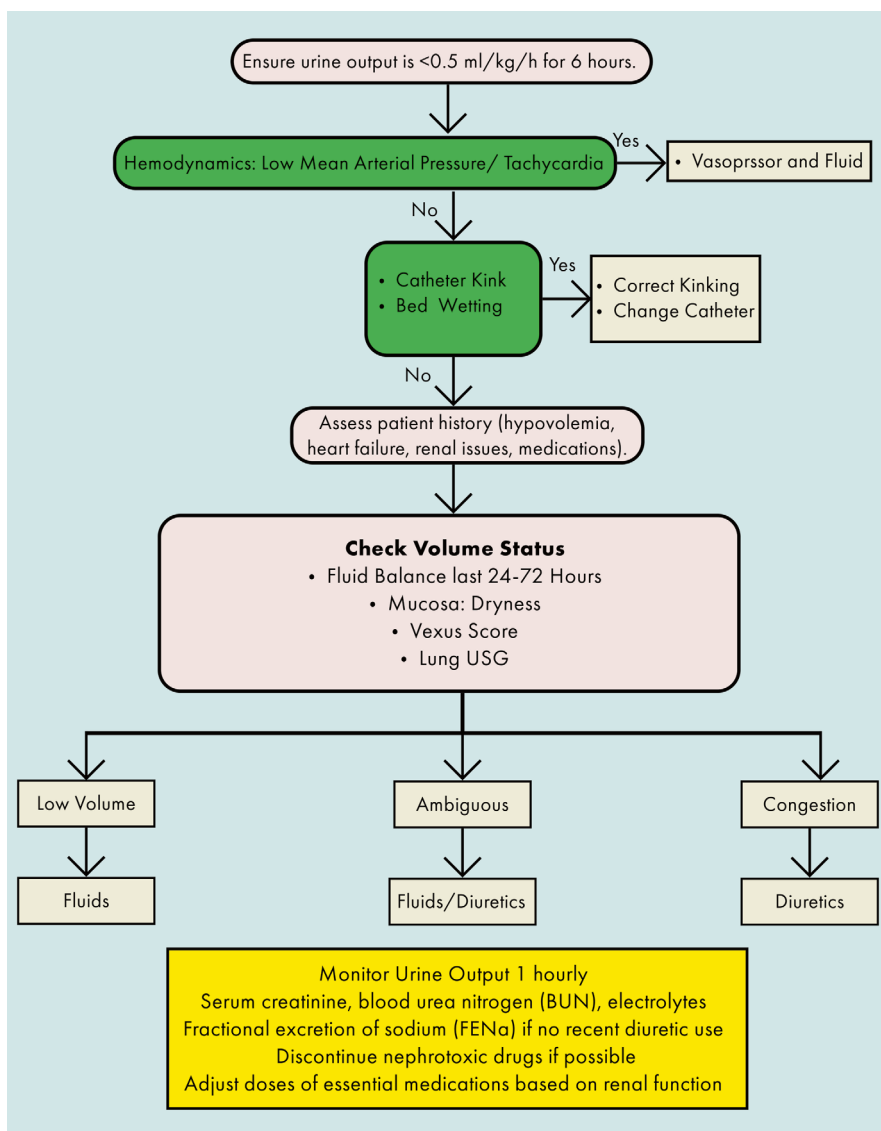 Ensure urine output is <0.5 ml/kg/h for 6 hours.
Hemodynamics: Low Mean Arterial Pressure/ Tachycardia
Yes
• Vasoprssor and Fluid
No
• Catheter Kink
• Bed Wetting
Yes
• Correct Kinking
• Change Catheter
No
Assess patient history (hypovolemia,
heart failure, renal issues, medications).
Check Volume Status
• Fluid Balance last 24-72 Hours
• Mucosa: Dryness
• Vexus Score
• Lung USG
Low Volume
Ambiguous
Congestion
Fluids
Fluids/Diuretics
Diuretics
Monitor Urine Output 1 hourly
Serum creatinine, blood urea nitrogen (BUN), electrolytes
Fractional excretion of sodium (FENa) if no recent diuretic use
Discontinue nephrotoxic drugs if possible
Adjust doses of essential medications based on renal function